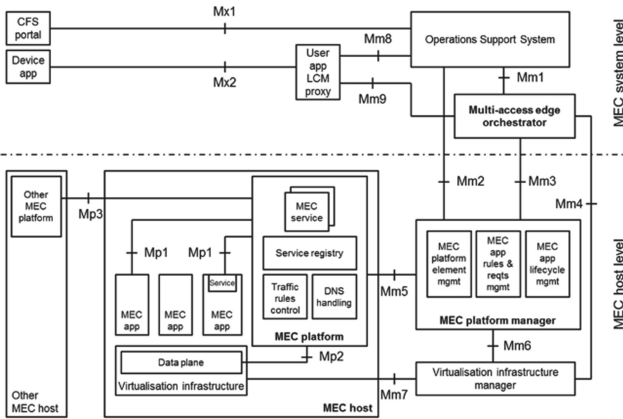 CFS
portal
Mx1
Operations Support System
Device
app
Mx2
User
app
LCM
proxy
Mm8
Mm9
Mm1
Multi-access edge
orchestrator
MEC system level
Mm2
Mm3
Mm4
Other
MEC
platform
Mp3
MEC
service
Service registry
Traffic
rules
control
DNS
handling
MEC platform
Mp1
Mp1
MEC
app
MEC
app
Service
MEC
app
Mp2
Data plane
Virtualisation infrastructure
Other
MEC host
MEC host
Mm5
MEC
platform
element
mgmt
MEC
app
rules &
reqts
mgmt
MEC
app
lifecycle
mgmt
MEC platform manager
Mm6
Mm7
Virtualisation infrastructure
manager
MEC host level